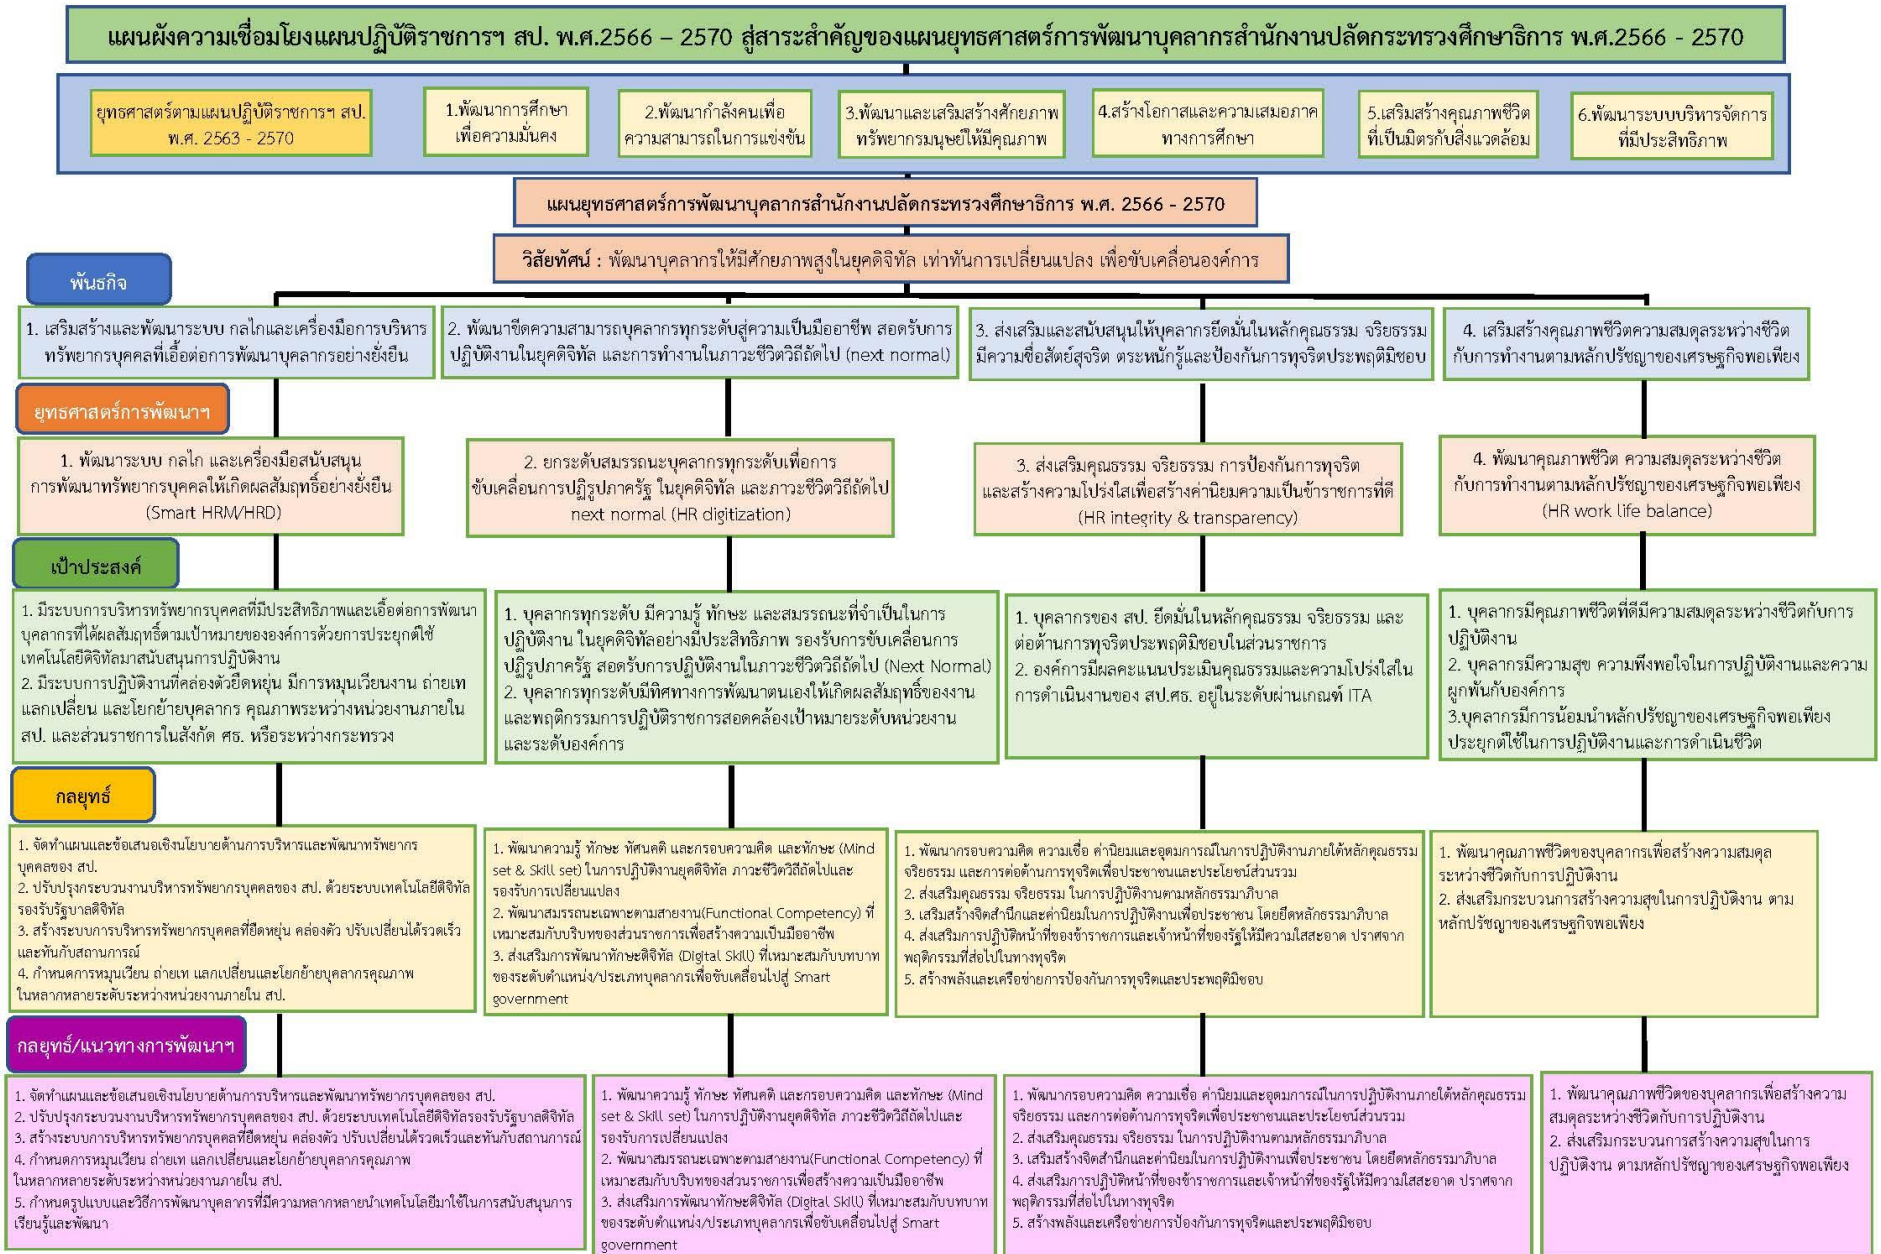 แผนผังความเชื่อมโยงแผนปฏิบัติราชการฯ สป. พ.ศ.2566 – 2570 สู่สาระสำคัญของแผนยุทธศาสตร์การพัฒนาบุคลากรสำนักงานปลัดกระทรวงศึกษาธิการ พ.ศ.2566 - 2570
ยุทธศาสตร์ตามแผนปฏิบัติราชการฯ สป.
พ.ศ. 2563 - 2570
1.พัฒนาการศึกษา
เพื่อความมั่นคง
2.พัฒนากำลังคนเพื่อ
ความสามารถในการแข่งขัน
3.พัฒนาและเสริมสร้างศักยภาพ
ทรัพยากรมนุษย์ให้มีคุณภาพ
4.สร้างโอกาสและความเสมอภาค
ทางการศึกษา
5.เสริมสร้างคุณภาพชีวิต
ที่เป็นมิตรกับสิ่งแวดล้อม
6.พัฒนาระบบบริหารจัดการ
ที่มีประสิทธิภาพ
แผนยุทธศาสตร์การพัฒนาบุคลากรสำนักงานปลัดกระทรวงศึกษาธิการ พ.ศ. 2566 - 2570
วิสัยทัศน์ : พัฒนาบุคลากรให้มีศักยภาพสูงในยุคดิจิทัล เท่าทันการเปลี่ยนแปลง เพื่อขับเคลื่อนองค์การ
พันธกิจ
1. เสริมสร้างและพัฒนาระบบ กลไกและเครื่องมือการบริหาร
ทรัพยากรบุคคลที่เอื้อต่อการพัฒนาบุคลากรอย่างยั่งยืน
2. พัฒนาขีดความสามารถบุคลากรทุกระดับสู่ความเป็นมืออาชีพ สอดรับการ
ปฏิบัติงานในยุคดิจิทัล และการทำงานในภาวะชีวิตวิถีถัดไป (next normal)
3. ส่งเสริมและสนับสนุนให้บุคลากรยึดมั่นในหลักคุณธรรม จริยธรรม
มีความซื่อสัตย์สุจริต ตระหนักรู้และป้องกันการทุจริตประพฤติมิชอบ
4. เสริมสร้างคุณภาพชีวิตความสมดุลระหว่างชีวิต
กับการทำงานตามหลักปรัชญาของเศรษฐกิจพอเพียง
ยุทธศาสตร์การพัฒนาฯ
1. พัฒนาระบบ กลไก และเครื่องมือสนับสนุน
การพัฒนาทรัพยากรบุคคลให้เกิดผลสัมฤทธิ์อย่างยั่งยืน
(Smart HRM/HRD)
2. ยกระดับสมรรถนะบุคลากรทุกระดับเพื่อการ
ขับเคลื่อนการปฏิรูปภาครัฐ ในยุคดิจิทัล และภาวะชีวิตวิถีถัดไป
next normal (HR digitization)
3. ส่งเสริมคุณธรรม จริยธรรม การป้องกันการทุจริต
และสร้างความโปร่งใสเพื่อสร้างค่านิยมความเป็นข้าราชการที่ดี
(HR integrity & transparency)
4. พัฒนาคุณภาพชีวิต ความสมดุลระหว่างชีวิต
กับการทำงานตามหลักปรัชญาของเศรษฐกิจพอเพียง
(HR work life balance)
เป้าประสงค์
1. มีระบบการบริหารทรัพยากรบุคคลที่มีประสิทธิภาพและเอื้อต่อการพัฒนา
บุคลากรที่ได้ผลสัมฤทธิ์ตามเป้าหมายขององค์การด้วยการประยุกต์ใช้
เทคโนโลยีดิจิทัลมาสนับสนุนการปฏิบัติงาน
2. มีระบบการปฏิบัติงานที่คล่องตัวยืดหยุ่น มีการหมุนเวียนงาน ถ่ายเท
แลกเปลี่ยน และโยกย้ายบุคลากร คุณภาพระหว่างหน่วยงานภายใน
สป. และส่วนราชการในสังกัด ศธ. หรือระหว่างกระทรวง
1. บุคลากรทุกระดับ มีความรู้ ทักษะ และสมรรถนะที่จำเป็นในการ
ปฏิบัติงาน ในยุคดิจิทัลอย่างมีประสิทธิภาพ รองรับการขับเคลื่อนการ
ปฏิรูปภาครัฐ สอดรับการปฏิบัติงานในภาวะชีวิตวิถีถัดไป (Next Normal)
2. บุคลากรทุกระดับมีทิศทางการพัฒนาตนเองให้เกิดผลสัมฤทธิ์ของงาน
และพฤติกรรมการปฏิบัติราชการสอดคล้องเป้าหมายระดับหน่วยงาน
และระดับองค์การ
1. บุคลากรของ สป. ยึดมั่นในหลักคุณธรรม จริยธรรม และ
ต่อต้านการทุจริตประพฤติมิชอบในส่วนราชการ
2. องค์การมีผลคะแนนประเมินคุณธรรมและความโปร่งใสใน
การดำเนินงานของ สป.ศธ. อยู่ในระดับผ่านเกณฑ์ ITA
1. บุคลากรมีคุณภาพชีวิตที่ดีมีความสมดุลระหว่างชีวิตกับการ
ปฏิบัติงาน
2. บุคลากรมีความสุข ความพึงพอใจในการปฏิบัติงานและความ
ผูกพันกับองค์การ
3.บุคลากรมีการน้อมนำหลักปรัชญาของเศรษฐกิจพอเพียง
ประยุกต์ใช้ในการปฏิบัติงานและการดำเนินชีวิต
กลยุทธ์
1. จัดทำแผนและข้อเสนอเชิงนโยบายด้านการบริหารและพัฒนาทรัพยากร
บุคคลของ สป.
2. ปรับปรุงกระบวนงานบริหารทรัพยากรบุคคลของ สป. ด้วยระบบเทคโนโลยีดิจิทัล
รองรับรัฐบาลดิจิทัล
3. สร้างระบบการบริหารทรัพยากรบุคคลที่ยืดหยุ่น คล่องตัว ปรับเปลี่ยนได้รวดเร็ว
และทันกับสถานการณ์
4. กำหนดการหมุนเวียน ถ่ายเท แลกเปลี่ยนและโยกย้ายบุคลากรคุณภาพ
ในหลากหลายระดับระหว่างหน่วยงานภายใน สป.
1. พัฒนาความรู้ ทักษะ ทัศนคติ และกรอบความคิด และทักษะ (Mind
set & Skill set) ในการปฏิบัติงานยุคดิจิทัล ภาวะชีวิตวิถีถัดไปและ
รองรับการเปลี่ยนแปลง
2. พัฒนาสมรรถนะเฉพาะตามสายงาน(Functional Competency) ที่
เหมาะสมกับบริบทของส่วนราชการเพื่อสร้างความเป็นมืออาชีพ
3. ส่งเสริมการพัฒนาทักษะดิจิทัล (Digital Skill) ที่เหมาะสมกับบทบาท
ของระดับตำแหน่ง/ประเภทบุคลากรเพื่อขับเคลื่อนไปสู่ Smart
government
1. พัฒนากรอบความคิด ความเชื่อ ค่านิยมและอุดมการณ์ในการปฏิบัติงานภายใต้หลักคุณธรรม
จริยธรรม และการต่อต้านการทุจริตเพื่อประชาชนและประโยชน์ส่วนรวม
2. ส่งเสริมคุณธรรม จริยธรรม ในการปฏิบัติงานตามหลักธรรมาภิบาล
3. เสริมสร้างจิตสำนึกและค่านิยมในการปฏิบัติงานเพื่อประชาชน โดยยึดหลักธรรมาภิบาล
4. ส่งเสริมการปฏิบัติหน้าที่ของข้าราชการและเจ้าหน้าที่ของรัฐให้มีความใสสะอาด ปราศจาก
พฤติกรรมที่ส่อไปในทางทุจริต
5. สร้างพลังและเครือข่ายการป้องกันการทุจริตและประพฤติมิชอบ
1. พัฒนาคุณภาพชีวิตของบุคลากรเพื่อสร้างความสมดุล
ระหว่างชีวิตกับการปฏิบัติงาน
2. ส่งเสริมกระบวนการสร้างความสุขในการปฏิบัติงาน ตาม
หลักปรัชญาของเศรษฐกิจพอเพียง
กลยุทธ์/แนวทางการพัฒนาฯ
1. จัดทำแผนและข้อเสนอเชิงนโยบายด้านการบริหารและพัฒนาทรัพยากรบุคคลของ สป.
2. ปรับปรุงกระบวนงานบริหารทรัพยากรบุคคลของ สป. ด้วยระบบเทคโนโลยีดิจิทัลรองรับรัฐบาลดิจิทัล
3. สร้างระบบการบริหารทรัพยากรบุคคลที่ยืดหยุ่น คล่องตัว ปรับเปลี่ยนได้รวดเร็วและทันกับสถานการณ์
4. กำหนดการหมุนเวียน ถ่ายเท แลกเปลี่ยนและโยกย้ายบุคลากรคุณภาพ
ในหลากหลายระดับระหว่างหน่วยงานภายใน สป.
5. กำหนดรูปแบบและวิธีการพัฒนาบุคลากรที่มีความหลากหลายนำเทคโนโลยีมาใช้ในการสนับสนุนการ
เรียนรู้และพัฒนา
1. พัฒนาความรู้ ทักษะ ทัศนคติ และกรอบความคิด และทักษะ (Mind
set & Skill set) ในการปฏิบัติงานยุคดิจิทัล ภาวะชีวิตวิถีถัดไปและ
รองรับการเปลี่ยนแปลง
2. พัฒนาสมรรถนะเฉพาะตามสายงาน(Functional Competency) ที่
เหมาะสมกับบริบทของส่วนราชการเพื่อสร้างความเป็นมืออาชีพ
3. ส่งเสริมการพัฒนาทักษะดิจิทัล (Digital Skill) ที่เหมาะสมกับบทบาท
ของระดับตำแหน่ง/ประเภทบุคลากรเพื่อขับเคลื่อนไปสู่ Smart
government
1. พัฒนากรอบความคิด ความเชื่อ ค่านิยมและอุดมการณ์ในการปฏิบัติงานภายใต้หลักคุณธรรม
จริยธรรม และการต่อต้านการทุจริตเพื่อประชาชนและประโยชน์ส่วนรวม
2. ส่งเสริมคุณธรรม จริยธรรม ในการปฏิบัติงานตามหลักธรรมาภิบาล
3. เสริมสร้างจิตสำนึกและค่านิยมในการปฏิบัติงานเพื่อประชาชน โดยยึดหลักธรรมาภิบาล
4. ส่งเสริมการปฏิบัติหน้าที่ของข้าราชการและเจ้าหน้าที่ของรัฐให้มีความใสสะอาด ปราศจาก
พฤติกรรมที่ส่อไปในทางทุจริต
5. สร้างพลังและเครือข่ายการป้องกันการทุจริตและประพฤติมิชอบ
1. พัฒนาคุณภาพชีวิตของบุคลากรเพื่อสร้างความ
สมดุลระหว่างชีวิตกับการปฏิบัติงาน
2. ส่งเสริมกระบวนการสร้างความสุขในการ
ปฏิบัติงาน ตามหลักปรัชญาของเศรษฐกิจพอเพียง